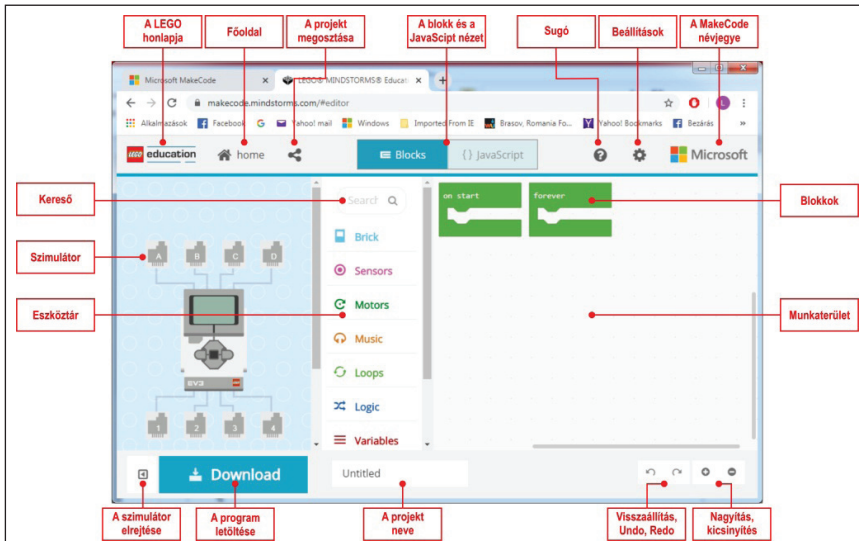 A LEGO
honlapja
Főoldal
A projekt
megosztása
A blokk és a
JavaScipt nézet
Sugó
Beállítások
A MakeCode
névjegye
Microsoft MakeCode
LEGO® MINDSTORMS® Educat
makecode.mindstorms.com/#editor
L
Alkalmazások Facebook G Yahoo! mail Windows Imported From IE Brasov, Romania Fo... Yahoo! Bookmarks Bezárás »
LEGO education home Blocks {} JavaScript ? Microsoft
Kereső
Search
on start
forever
Blokkok
Brick
Szimulátor
A B C D
Sensors
Eszköztár
Motors
Munkaterület
Music
Loops
EV3
Logic
1 2 3 4
Variables
Download
Untitled
A szimulátor
elrejtése
A program
letöltése
A projekt
neve
Visszaállítás,
Undo, Redo
Nagyítás,
kicsinyítés